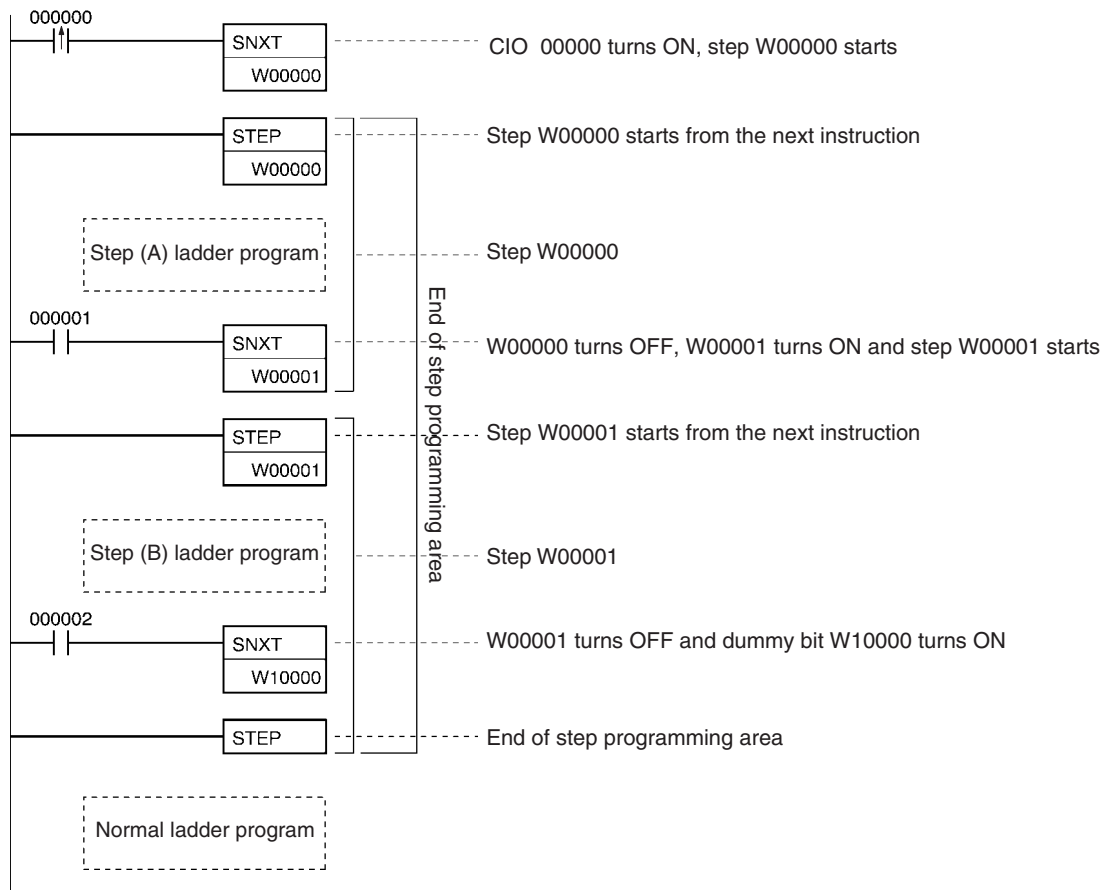 000000
SNXT
W00000
CIO 00000 turns ON, step W00000 starts
STEP
W00000
Step W00000 starts from the next instruction
Step (A) ladder program
Step W00000
End of step programming area
000001
SNXT
W00001
W00000 turns OFF, W00001 turns ON and step W00001 starts
STEP
W00001
Step W00001 starts from the next instruction
Step (B) ladder program
Step W00001
000002
SNXT
W10000
W00001 turns OFF and dummy bit W10000 turns ON
STEP
End of step programming area
Normal ladder program